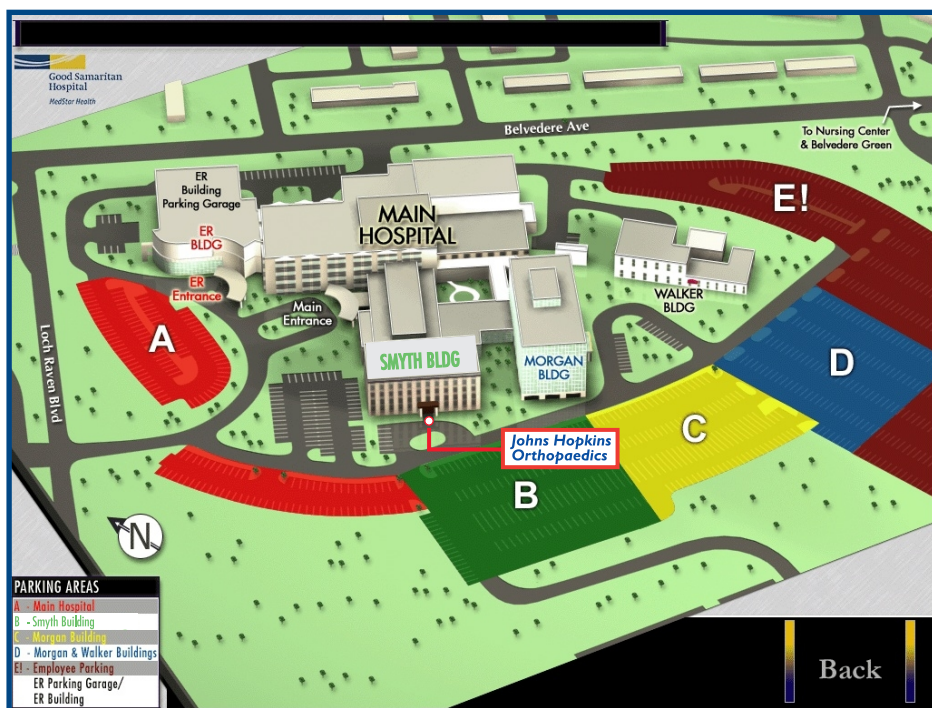 Good Samaritan
Hospital
MedStar Health
Belvedere Ave
To Nursing Center
& Belvedere Green
ER
Building
Parking Garage
ER
BLDG
MAIN
HOSPITAL
E!
ER
Entrance
Main
Entrance
WALKER
BLDG
Loch Raven Blvd
A
SMYTH BLDG
MORGAN
BLDG
D
C
Johns Hopkins
Orthopaedics
B
N
PARKING AREAS
A - Main Hospital
B - Smyth Building
C - Morgan Building
D - Morgan & Walker Buildings
E! - Employee Parking
ER Parking Garage/
ER Building
Back